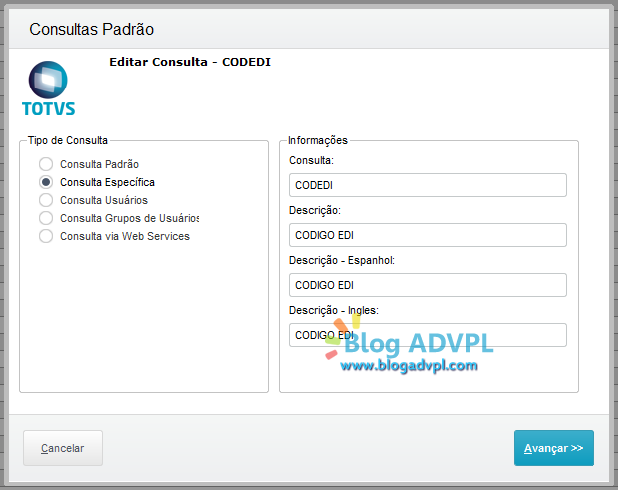 Consultas Padrão
TOTVS
Editar Consulta - CODEDI
Tipo de Consulta
Consulta Padrão
Consulta Específica
Consulta Usuários
Consulta Grupos de Usuários
Consulta via Web Services
Informações
Consulta:
CODEDI
Descrição:
CODIGO EDI
Descrição - Espanhol:
CODIGO EDI
Descrição - Ingles:
CODIGO EDI
Blog ADVPL
www.blogadvpl.com
Cancelar
Avançar >>